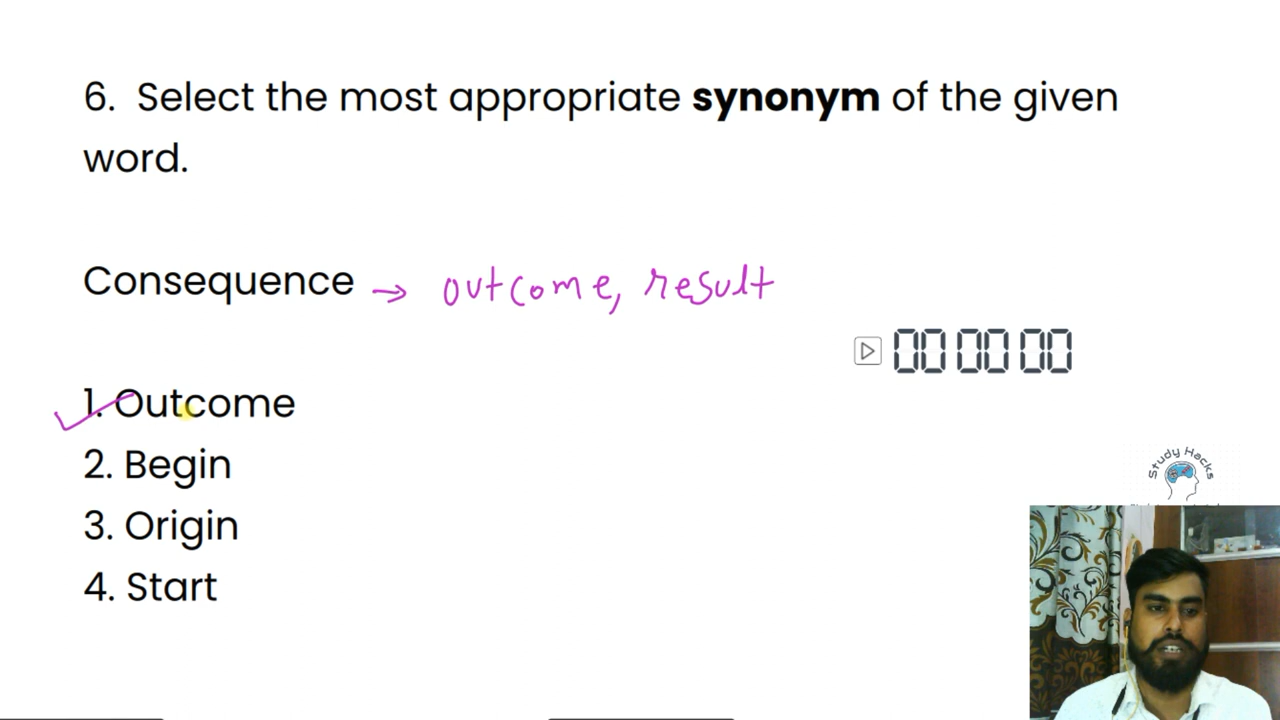 6. Select the most appropriate synonym of the given
word.
Consequence → outcome, result
00 00 00
1. Outcome
2. Begin
3. Origin
4. Start
Study Hacks